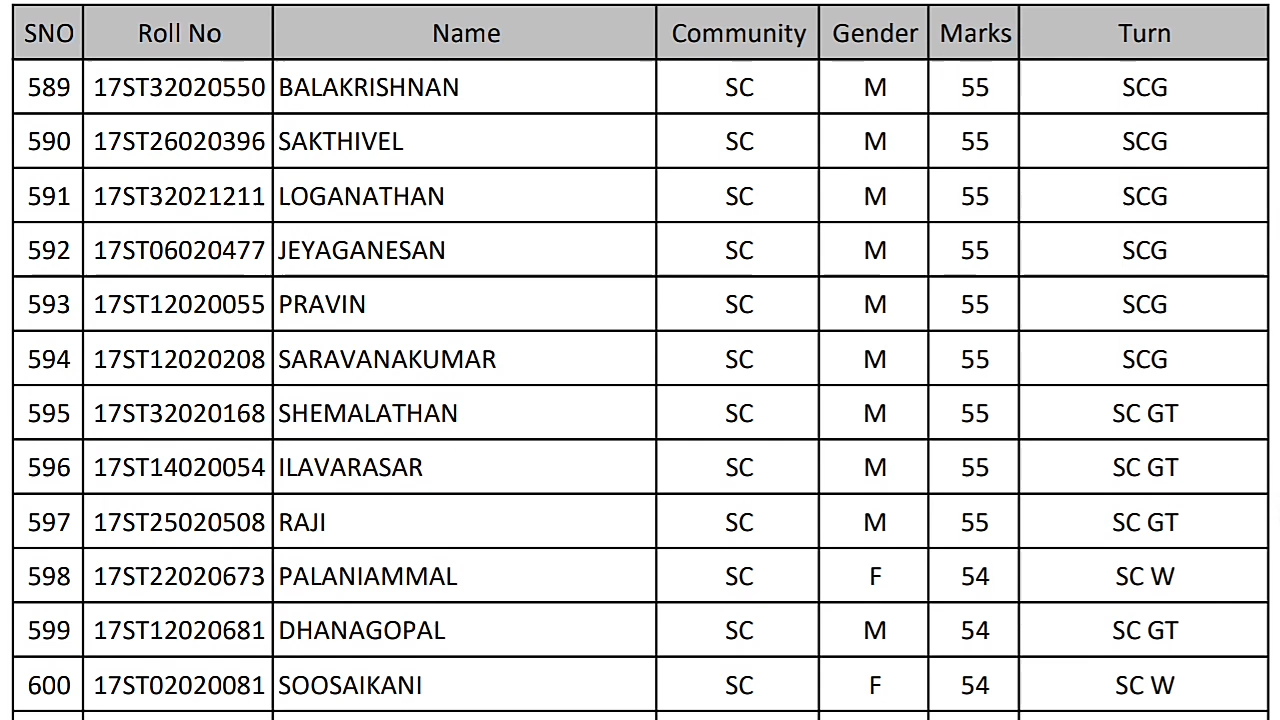 SNO Roll No Name Community Gender Marks Turn
589 17ST32020550 BALAKRISHNAN SC M 55 SCG
590 17ST26020396 SAKTHIVEL SC M 55 SCG
591 17ST32021211 LOGANATHAN SC M 55 SCG
592 17ST06020477 JEYAGANESAN SC M 55 SCG
593 17ST12020055 PRAVIN SC M 55 SCG
594 17ST12020208 SARAVANAKUMAR SC M 55 SCG
595 17ST32020168 SHEMALATHAN SC M 55 SC GT
596 17ST14020054 ILAVARASAR SC M 55 SC GT
597 17ST25020508 RAJI SC M 55 SC GT
598 17ST22020673 PALANIAMMAL SC F 54 SC W
599 17ST12020681 DHANAGOPAL SC M 54 SC GT
600 17ST02020081 SOOSAIKANI SC F 54 SC W